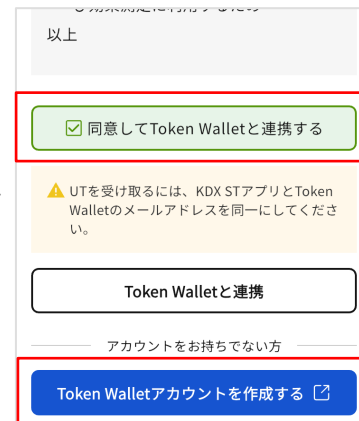 以上
同意してToken Walletと連携する
UTを受け取るには、KDX STアプリとToken
Walletのメールアドレスを同一にしてくださ
い。
Token Walletと連携
アカウントをお持ちでない方
Token Walletアカウントを作成する